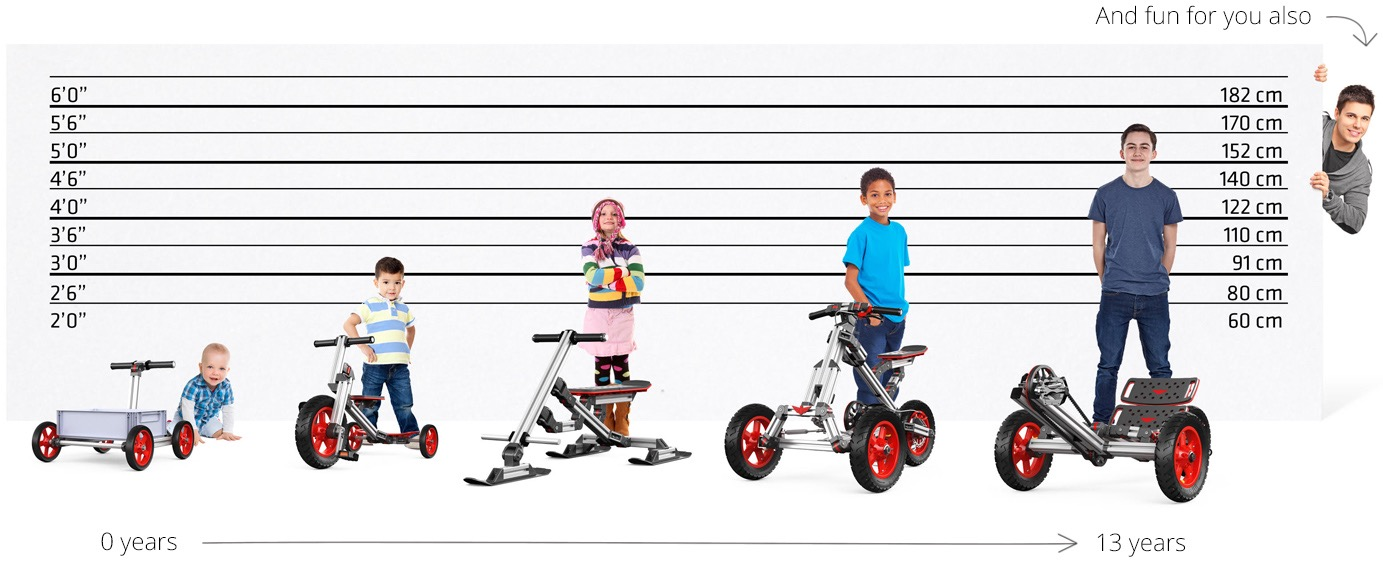 And fun for you also
6'0" 182 cm
5'6" 170 cm
5'0" 152 cm
4'6" 140 cm
4'0" 122 cm
3'6" 110 cm
3'0" 91 cm
2'6" 80 cm
2'0" 60 cm
0 years 13 years